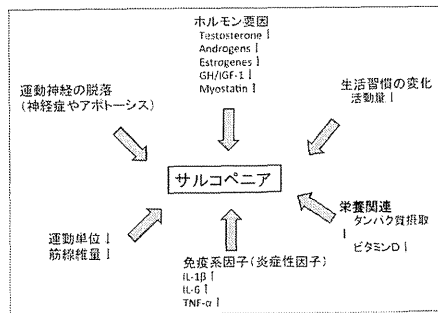 ホルモン要因
Testosterone ↓
Androgens ↓
Estrogenes ↓
GH/IGF-1 ↓
Myostatin ↑
運動神経の脱落
(神経症やアポトーシス)
生活習慣の変化
活動量 ↓
サルコペニア
運動単位 ↓
筋線維量 ↓
免疫系因子(炎症性因子)
IL-1β ↑
IL-6 ↑
TNF-α ↑
栄養関連
タンパク質摂取
↓
ビタミンD ↓